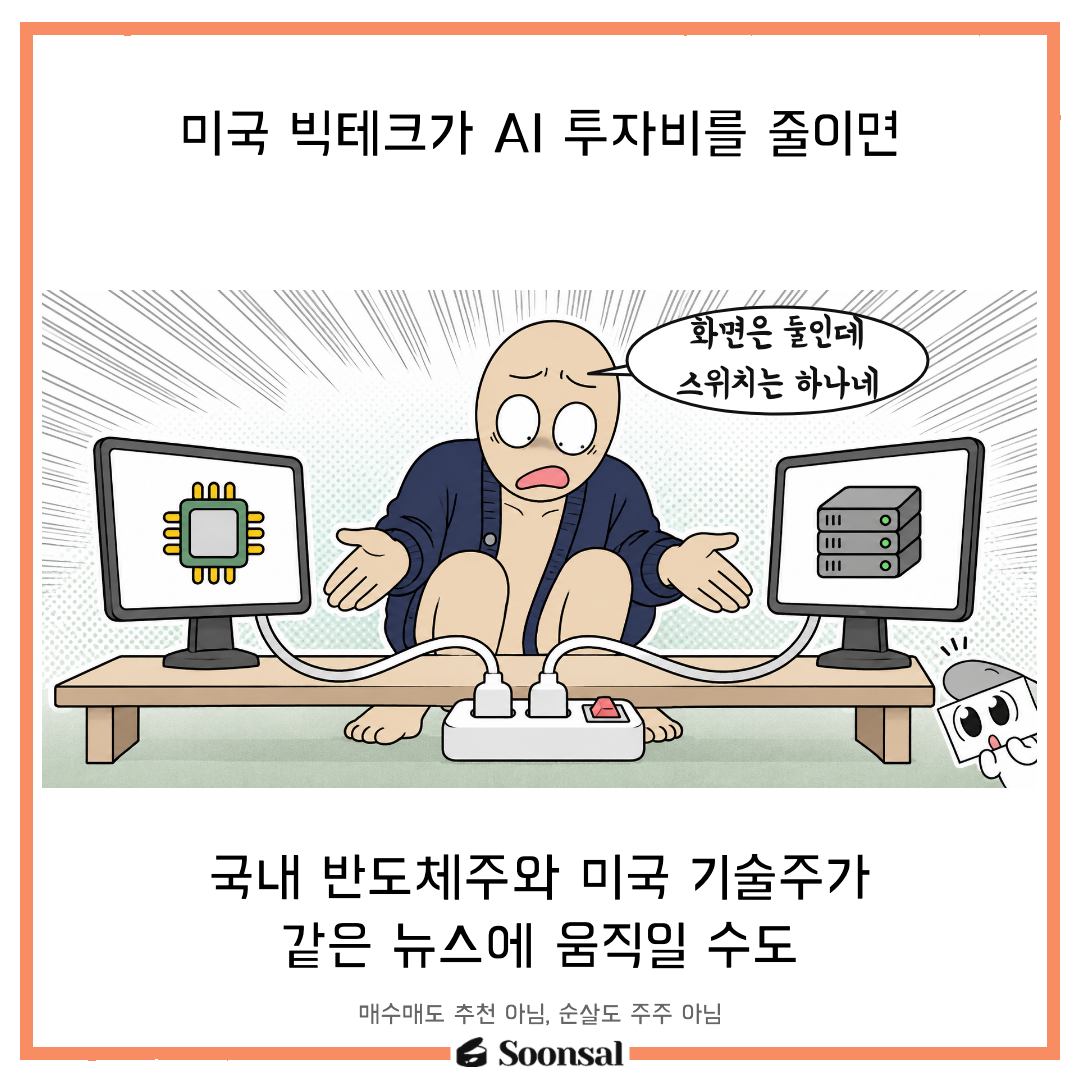 미국 빅테크가 AI 투자비를 줄이면
화면은 둘인데
스위치는 하나네
국내 반도체주와 미국 기술주가
같은 뉴스에 움직일 수도
매수매도 추천 아님, 순살도 주주 아님
Soonsal